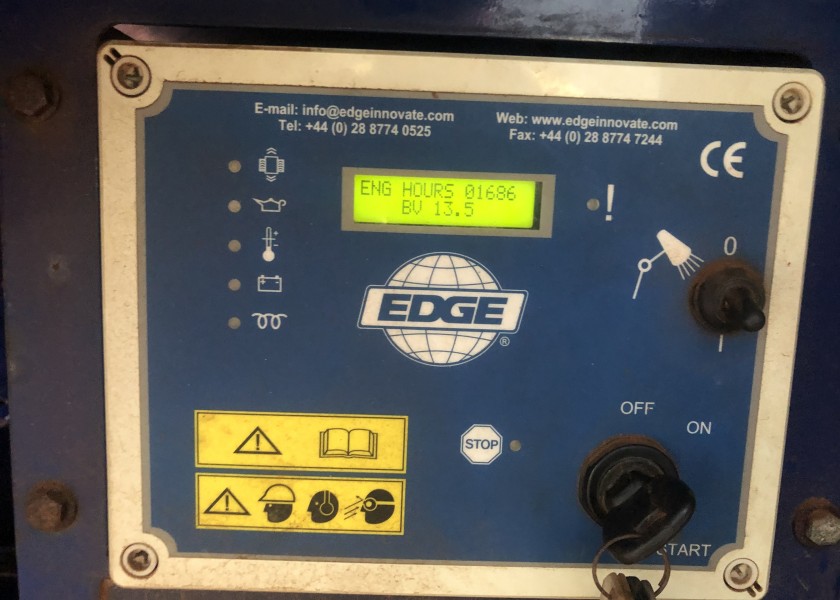 E-mail: info@edgeinnovate.com
Web: www.edgeinnovate.com
Tel: +44 (0) 28 8774 0525
Fax: +44 (0) 28 8774 7244
CE
ENG HOURS 01686
BV 13.5
!
0
EDGE
®
I
OFF
ON
STOP
START